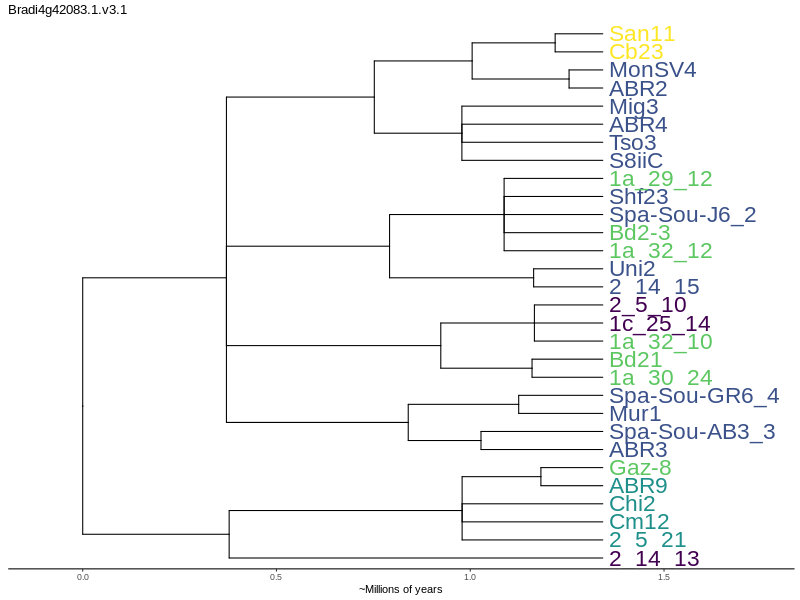 Bradi4g42083.1.v3.1
San11
Cb23
MonSV4
ABR2
Mig3
ABR4
Tso3
S8iiC
1a_29_12
Shf23
Spa-Sou-J6_2
Bd2-3
1a_32_12
Uni2
2_14_15
2_5_10
1c_25_14
1a_32_10
Bd21
1a_30_24
Spa-Sou-GR6_4
Mur1
Spa-Sou-AB3_3
ABR3
Gaz-8
ABR9
Chi2
Cm12
2_5_21
2_14_13
0.0 0.5 1.0 1.5
~Millions of years